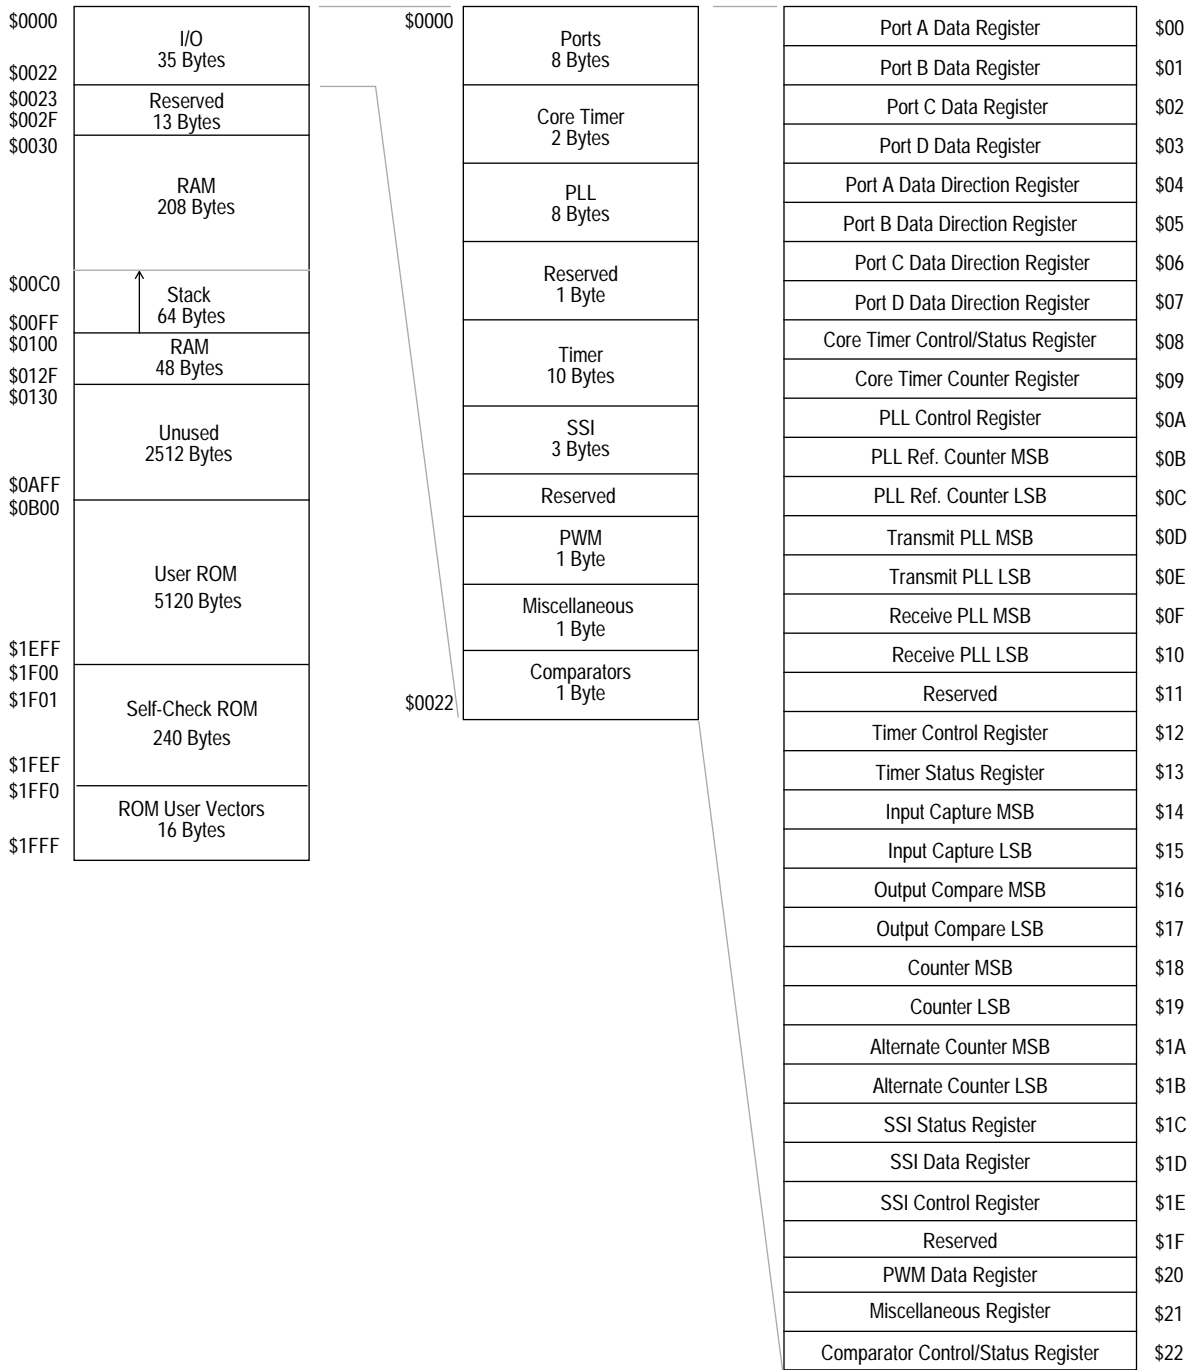 $0000
I/O
35 Bytes
$0022
$0023
Reserved
$002F
13 Bytes
$0030
RAM
208 Bytes
$00C0
Stack
64 Bytes
$00FF
$0100
RAM
48 Bytes
$012F
$0130
Unused
2512 Bytes
$0AFF
$0B00
User ROM
5120 Bytes
$1EFF
$1F00
$1F01
Self-Check ROM
240 Bytes
$1FEF
$1FF0
ROM User Vectors
16 Bytes
$1FFF
$0000
Ports
8 Bytes
Core Timer
2 Bytes
PLL
8 Bytes
Reserved
1 Byte
Timer
10 Bytes
SSI
3 Bytes
Reserved
PWM
1 Byte
Miscellaneous
1 Byte
Comparators
1 Byte
$0022
Port A Data Register $00
Port B Data Register $01
Port C Data Register $02
Port D Data Register $03
Port A Data Direction Register $04
Port B Data Direction Register $05
Port C Data Direction Register $06
Port D Data Direction Register $07
Core Timer Control/Status Register $08
Core Timer Counter Register $09
PLL Control Register $0A
PLL Ref. Counter MSB $0B
PLL Ref. Counter LSB $0C
Transmit PLL MSB $0D
Transmit PLL LSB $0E
Receive PLL MSB $0F
Receive PLL LSB $10
Reserved $11
Timer Control Register $12
Timer Status Register $13
Input Capture MSB $14
Input Capture LSB $15
Output Compare MSB $16
Output Compare LSB $17
Counter MSB $18
Counter LSB $19
Alternate Counter MSB $1A
Alternate Counter LSB $1B
SSI Status Register $1C
SSI Data Register $1D
SSI Control Register $1E
Reserved $1F
PWM Data Register $20
Miscellaneous Register $21
Comparator Control/Status Register $22